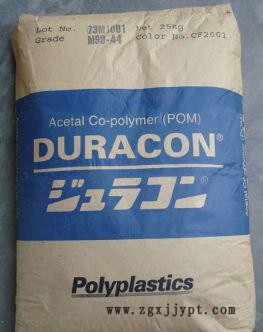 Lot No. 73M1001 Net 25kg
Grade M90-44 Color No.CF2001
Acetal Co-polymer (POM)
DURACON®
ジュラコン®
Polyplastics
www.zgxjjypt.com